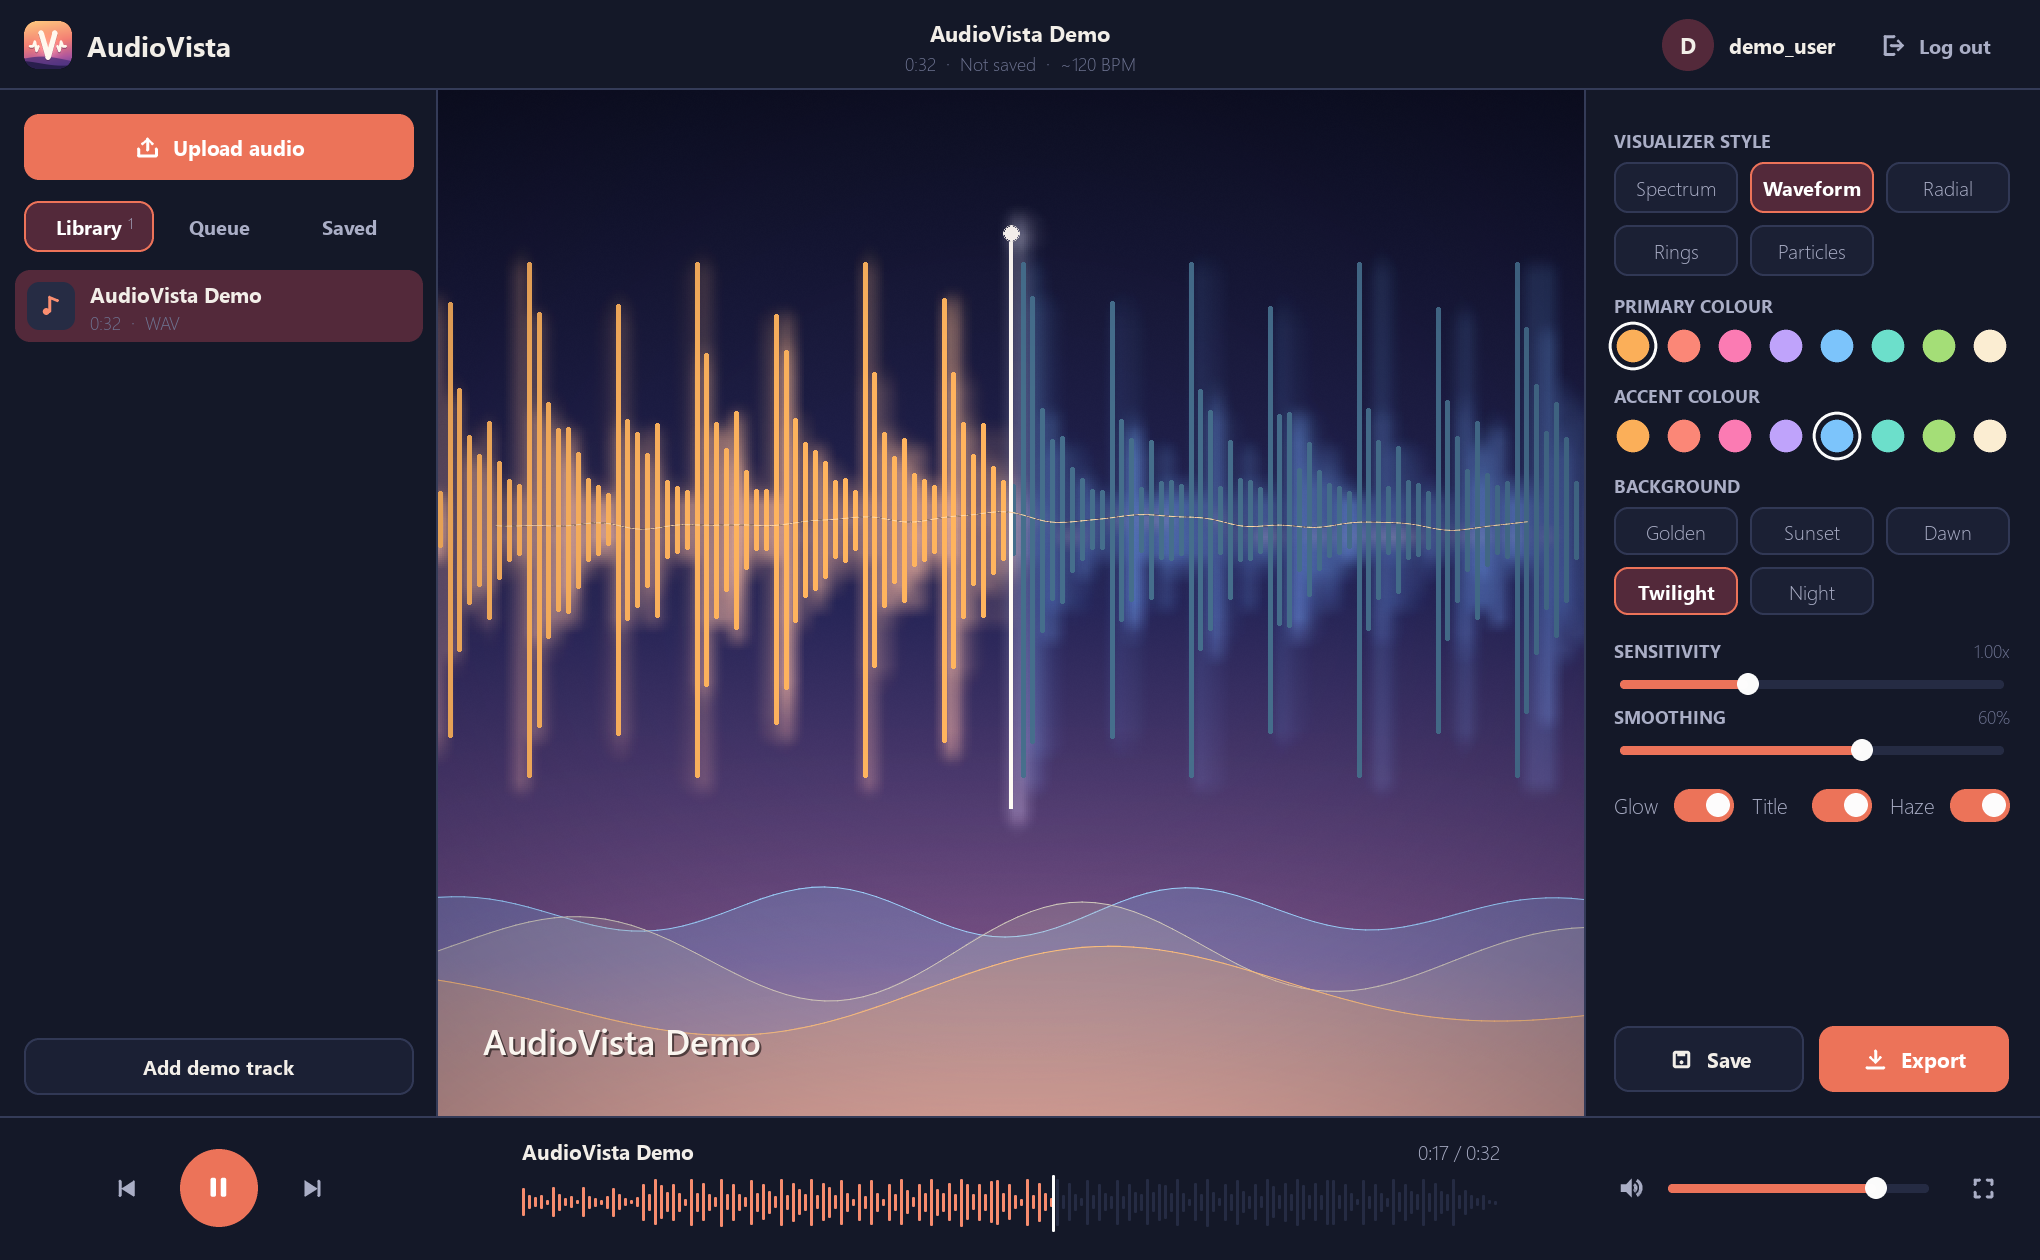 AudioVista
AudioVista Demo
0:32 · Not saved · ~120 BPM
D demo_user
Log out
Upload audio
Library 1
Queue
Saved
AudioVista Demo
0:32 · WAV
Add demo track
AudioVista Demo
VISUALIZER STYLE
Spectrum
Waveform
Radial
Rings
Particles
PRIMARY COLOUR
ACCENT COLOUR
BACKGROUND
Golden
Sunset
Dawn
Twilight
Night
SENSITIVITY 1.00x
SMOOTHING 60%
Glow
Title
Haze
Save
Export
AudioVista Demo
0:17 / 0:32